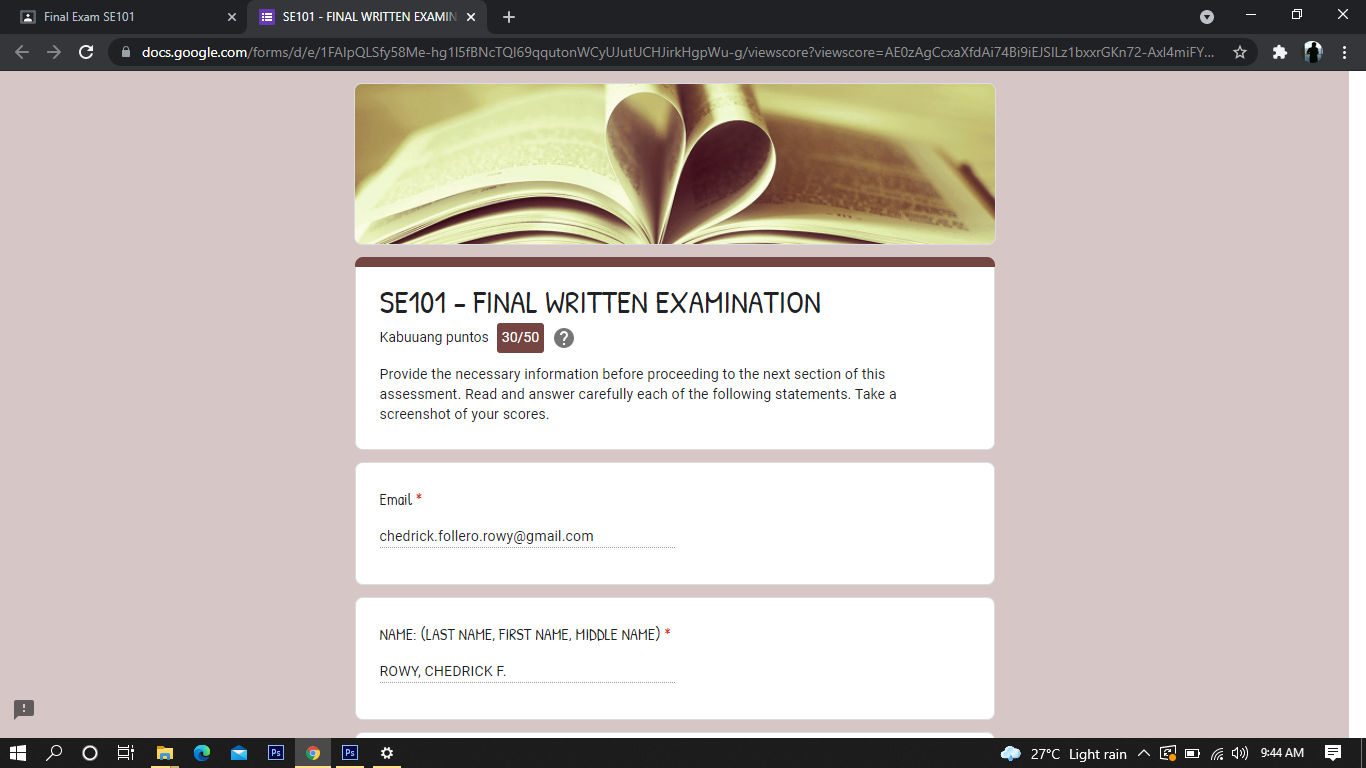 Final Exam SE101
SE101 - FINAL WRITTEN EXAMIN
docs.google.com/forms/d/e/1FAIpQLSfy58Me-hg1I5fBNcTQI69qqutonWCyUJutUCHJirkHgpWu-g/viewscore?viewscore=AE0zAgCcxaXfdAi74Bi9iEJSILz1bxxrGKn72-Axl4miFY...
SE101 - FINAL WRITTEN EXAMINATION
Kabuuang puntos 30/50 ?
Provide the necessary information before proceeding to the next section of this
assessment. Read and answer carefully each of the following statements. Take a
screenshot of your scores.
Email *
chedrick.follero.rowy@gmail.com
NAME: (LAST NAME, FIRST NAME, MIDDLE NAME) *
ROWY, CHEDRICK F.
Ps
Ps
27°C Light rain
9:44 AM